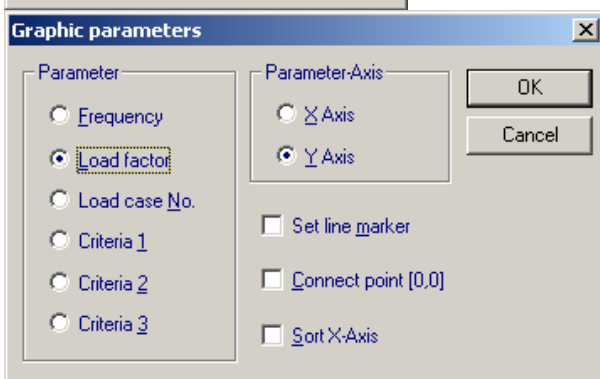 Graphic parameters
Parameter
Frequency
Load factor
Load case No.
Criteria 1
Criteria 2
Criteria 3
Parameter-Axis
X Axis
Y Axis
Set line marker
Connect point [0,0]
Sort X-Axis
OK
Cancel